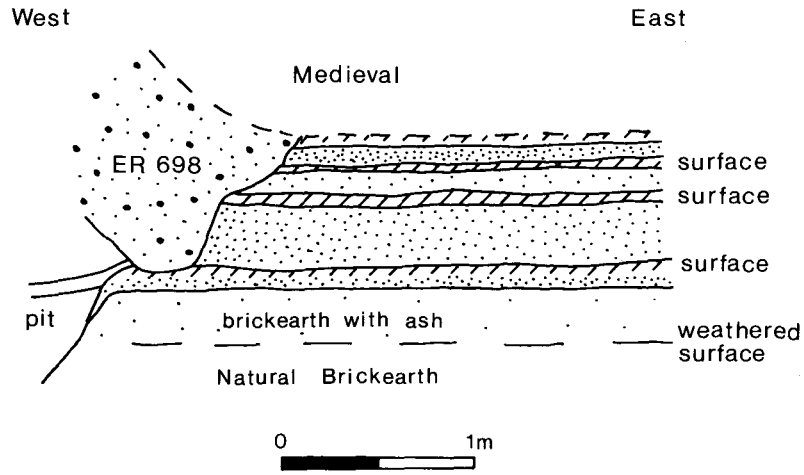 West
East
Medieval
ER 698
surface
surface
surface
pit
brickearth with ash
weathered
surface
Natural Brickearth
0
1m